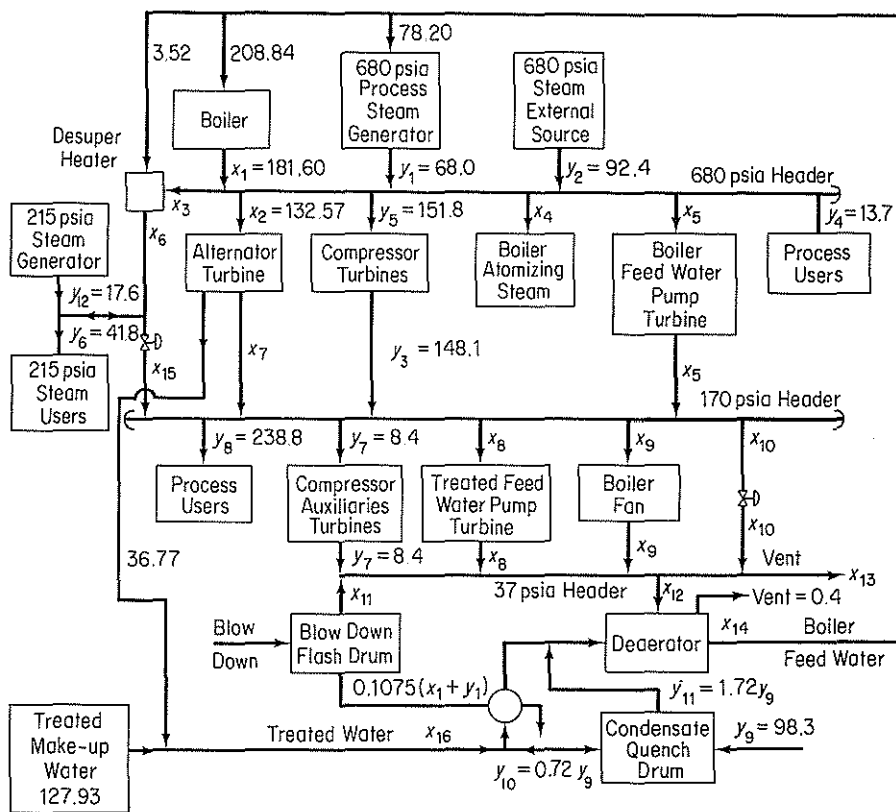 3.52
208.84
78.20
680 psia
Process
Steam
Generator
680 psia
Steam
External
Source
Boiler
Desuper
Heater
x1 = 181.60
y1 = 68.0
y2 = 92.4
680 psia Header
x3
x2 = 132.57
y5 = 151.8
x4
x5
y4 = 13.7
x6
215 psia
Steam
Generator
Alternator
Turbine
Compressor
Turbines
Boiler
Atomizing
Steam
Boiler
Feed Water
Pump
Turbine
Process
Users
y12 = 17.6
y6 = 41.8
x15
x7
y3 = 148.1
x5
215 psia
Steam
Users
170 psia Header
y8 = 238.8
y7 = 8.4
x8
x9
x10
Process
Users
Compressor
Auxiliaries
Turbines
Treated Feed
Water Pump
Turbine
Boiler
Fan
x10
36.77
y7 = 8.4
x8
x9
Vent
x13
x11
37 psia Header
x12
Vent = 0.4
Blow
Down
Blow Down
Flash Drum
Deaerator
x14
Boiler
Feed Water
0.1075 (x1 + y1)
y11 = 1.72 y9
Treated
Make-up
Water
127.93
Treated Water
x16
y10 = 0.72 y9
Condensate
Quench
Drum
y9 = 98.3